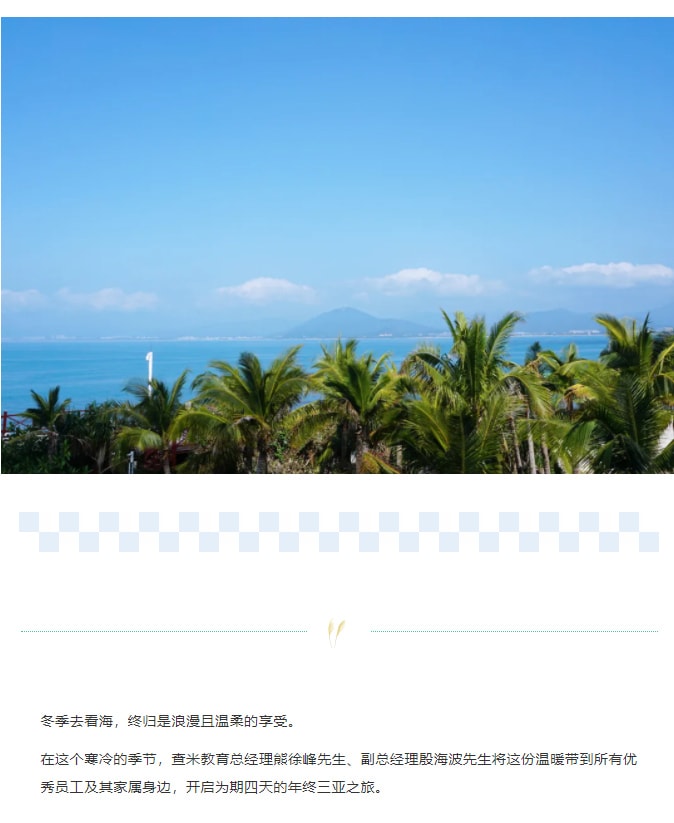 冬季去看海，终归是浪漫且温柔的享受。
在这个寒冷的季节，查米教育总经理熊徐峰先生、副总经理殷海波先生将这份温暖带到所有优
秀员工及其家属身边，开启为期四天的年终三亚之旅。